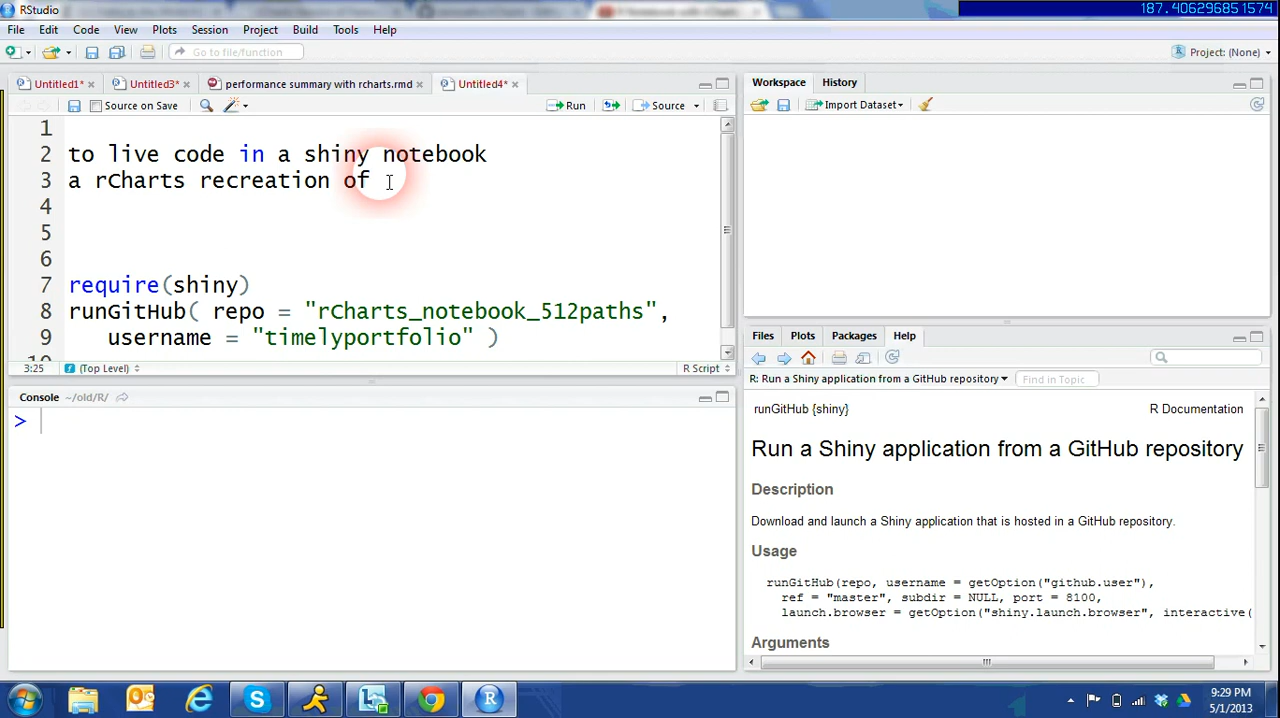 RStudio
187.406296851574
File Edit Code View Plots Session Project Build Tools Help
Go to file/function
Project: (None)
Untitled1* Untitled3* performance summary with rcharts.rmd Untitled4*
Source on Save Run Source
1
2 to live code in a shiny notebook
3 a rCharts recreation of
4
5
6
7 require(shiny)
8 runGitHub( repo = "rCharts_notebook_512paths",
9 username = "timelyportfolio" )
10
3:25 (Top Level) R Script
Console ~/old/R/
>
Workspace History
Import Dataset
Files Plots Packages Help
R: Run a Shiny application from a GitHub repository Find in Topic
runGitHub {shiny} R Documentation
Run a Shiny application from a GitHub repository
Description
Download and launch a Shiny application that is hosted in a GitHub repository.
Usage
runGitHub(repo, username = getOption("github.user"),
ref = "master", subdir = NULL, port = 8100,
launch.browser = getOption("shiny.launch.browser", interactive(
Arguments
9:29 PM
5/1/2013